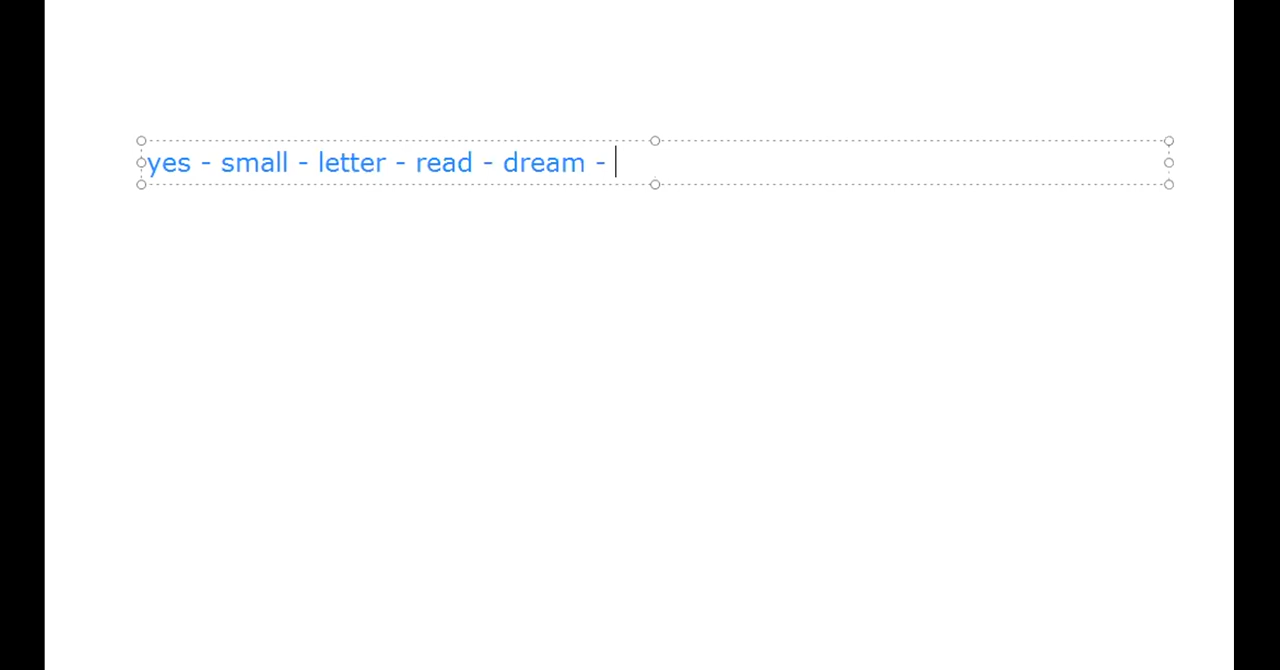 yes - small - letter - read - dream -